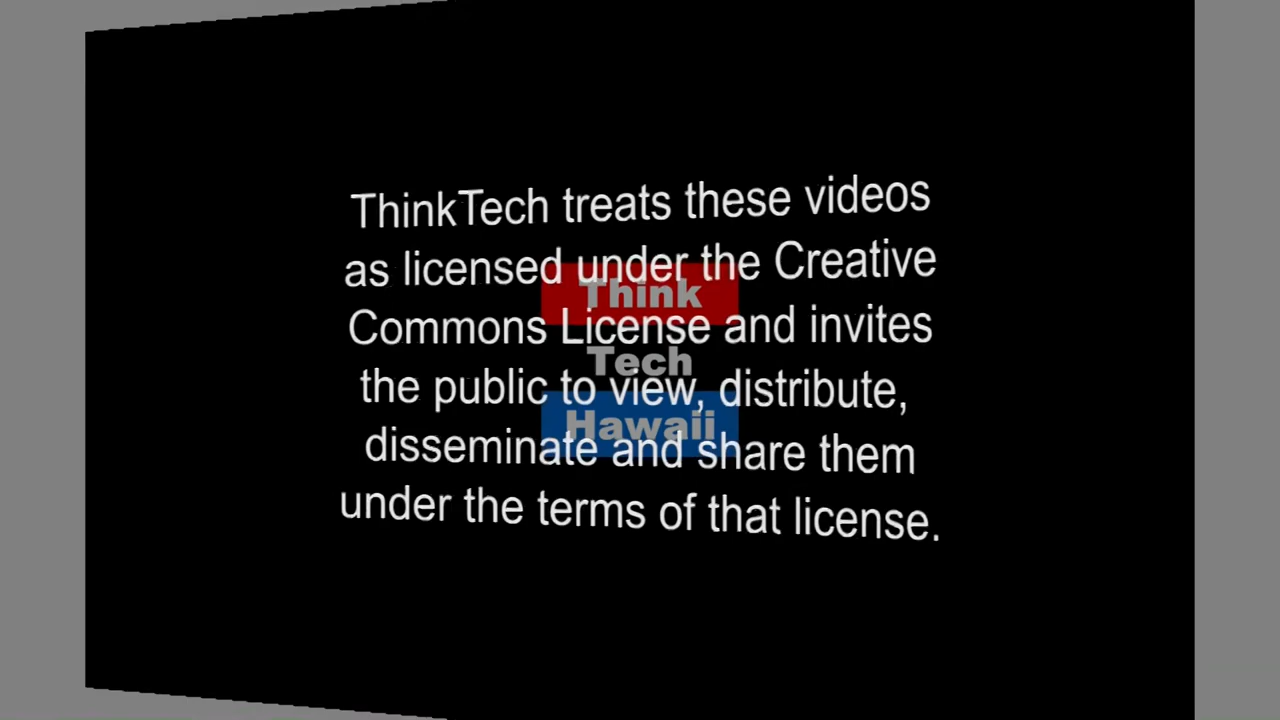 ThinkTech treats these videos
as licensed under the Creative
Think
Commons License and invites
Tech
the public to view, distribute,
Hawaii
disseminate and share them
under the terms of that license.